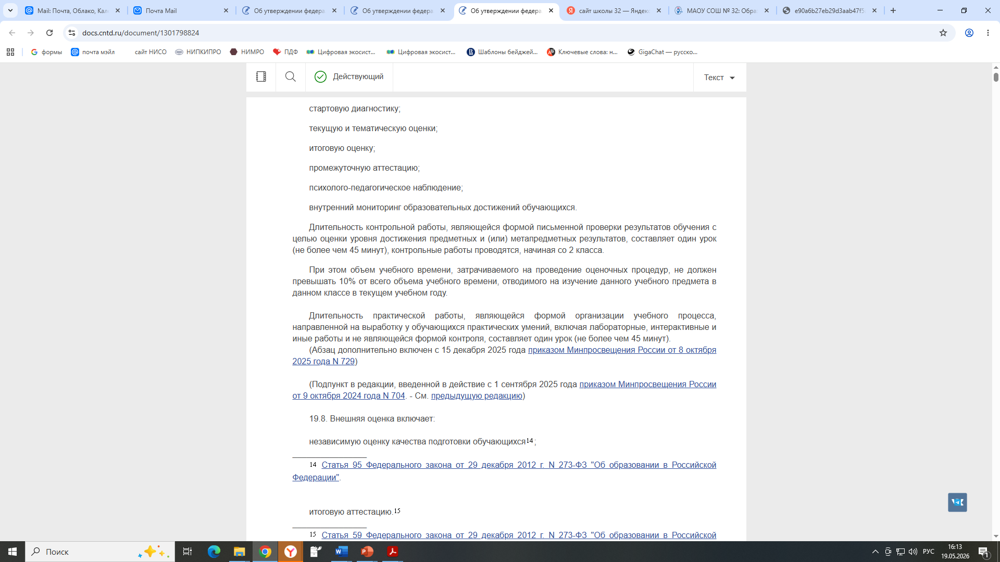 Mail: Почта, Облако, Кал
Почта Mail
Об утверждении федера
Об утверждении федера
Об утверждении федера
сайт школы 32 — Яндекс
МАОУ СОШ № 32: Обра
e90a6b27eb29d3aab47f5
docs.cntd.ru/document/1301798824
формы
почта мэйл
сайт НИСО
НИПКИПРО
НИМРО
ПДФ
Цифровая экосист...
Цифровая экосист...
Шаблоны бейджей...
Ключевые слова: н...
GigaChat — русско...
Действующий
Текст
стартовую диагностику;
текущую и тематическую оценки;
итоговую оценку;
промежуточную аттестацию;
психолого-педагогическое наблюдение;
внутренний мониторинг образовательных достижений обучающихся.
Длительность контрольной работы, являющейся формой письменной проверки результатов обучения с
целью оценки уровня достижения предметных и (или) метапредметных результатов, составляет один урок
(не более чем 45 минут), контрольные работы проводятся, начиная со 2 класса.
При этом объем учебного времени, затрачиваемого на проведение оценочных процедур, не должен
превышать 10% от всего объема учебного времени, отводимого на изучение данного учебного предмета в
данном классе в текущем учебном году.
Длительность практической работы, являющейся формой организации учебного процесса,
направленной на выработку у обучающихся практических умений, включая лабораторные, интерактивные и
иные работы и не являющейся формой контроля, составляет один урок (не более чем 45 минут).
(Абзац дополнительно включен с 15 декабря 2025 года приказом Минпросвещения России от 8 октября
2025 года N 729)
(Подпункт в редакции, введенной в действие с 1 сентября 2025 года приказом Минпросвещения России
от 9 октября 2024 года N 704. - См. предыдущую редакцию)
19.8. Внешняя оценка включает:
независимую оценку качества подготовки обучающихся14;
14 Статья 95 Федерального закона от 29 декабря 2012 г. N 273-ФЗ "Об образовании в Российской
Федерации".
итоговую аттестацию.15
15 Статья 59 Федерального закона от 29 декабря 2012 г. N 273-ФЗ "Об образовании в Российской
Поиск
РУС
16:13
19.05.2026
1